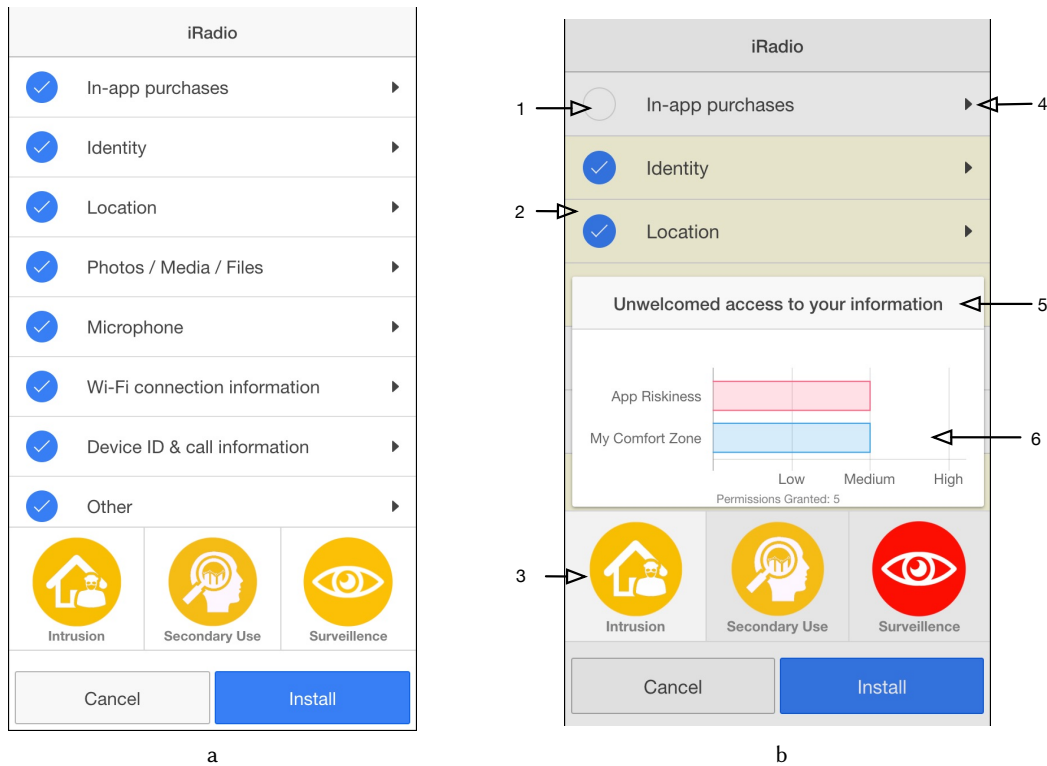 iRadio
In-app purchases
Identity
Location
Photos / Media / Files
Microphone
Wi-Fi connection information
Device ID & call information
Other
Intrusion
Secondary Use
Surveillence
Cancel
Install
a
iRadio
1
In-app purchases
4
Identity
2
Location
Unwelcomed access to your information
5
App Riskiness
My Comfort Zone
6
Low
Medium
High
Permissions Granted: 5
3
Intrusion
Secondary Use
Surveillence
Cancel
Install
b